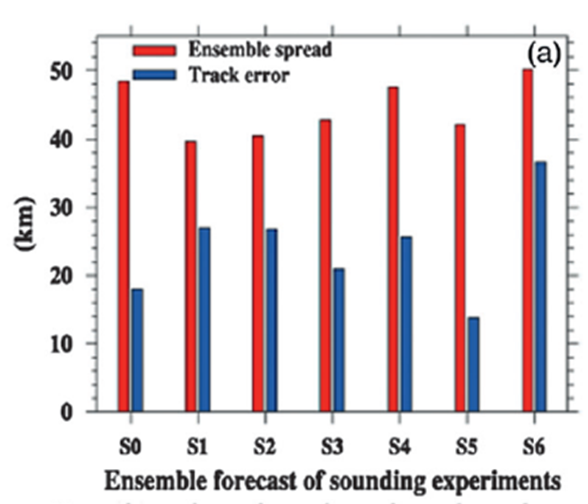 (a)
Ensemble spread
Track error
50
40
30
20
10
0
(km)
S0 S1 S2 S3 S4 S5 S6
Ensemble forecast of sounding experiments